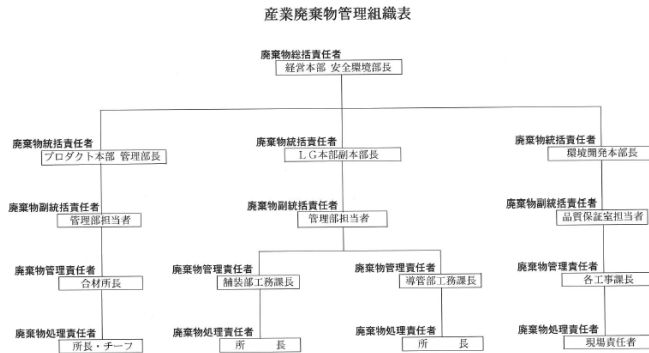 産業廃棄物管理組織表
廃棄物総括責任者
経営本部 安全環境部長
廃棄物統括責任者
プロダクト本部 管理部長
廃棄物統括責任者
LG本部副本部長
廃棄物統括責任者
環境開発本部長
廃棄物副統括責任者
管理部担当者
廃棄物副統括責任者
管理部担当者
廃棄物副統括責任者
品質保証室担当者
廃棄物管理責任者
合材所長
廃棄物管理責任者
舗装部工務課長
廃棄物管理責任者
導管部工務課長
廃棄物管理責任者
各工事課長
廃棄物処理責任者
所長・チーフ
廃棄物処理責任者
所 長
廃棄物処理責任者
所 長
廃棄物処理責任者
現場責任者